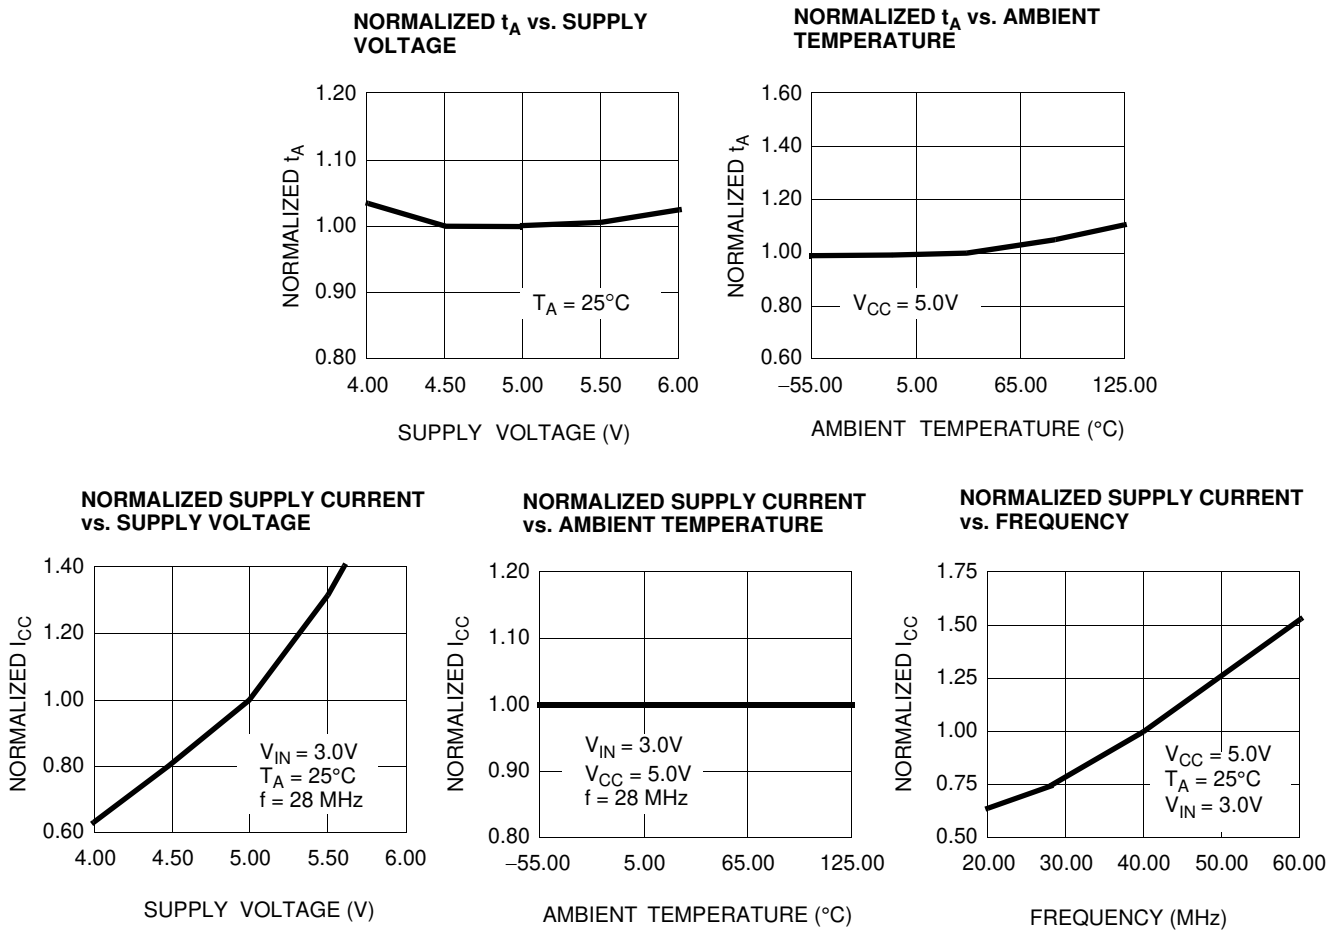 NORMALIZED tA vs. SUPPLY
VOLTAGE
1.20
1.10
1.00
0.90
0.80
NORMALIZED tA
TA = 25°C
4.00 4.50 5.00 5.50 6.00
SUPPLY VOLTAGE (V)
NORMALIZED tA vs. AMBIENT
TEMPERATURE
1.60
1.40
1.20
1.00
0.80
0.60
NORMALIZED tA
VCC = 5.0V
−55.00 5.00 65.00 125.00
AMBIENT TEMPERATURE (°C)
NORMALIZED SUPPLY CURRENT
vs. SUPPLY VOLTAGE
1.40
1.20
1.00
0.80
0.60
NORMALIZED ICC
VIN = 3.0V
TA = 25°C
f = 28 MHz
4.00 4.50 5.00 5.50 6.00
SUPPLY VOLTAGE (V)
NORMALIZED SUPPLY CURRENT
vs. AMBIENT TEMPERATURE
1.20
1.10
1.00
0.90
0.80
NORMALIZED ICC
VIN = 3.0V
VCC = 5.0V
f = 28 MHz
−55.00 5.00 65.00 125.00
AMBIENT TEMPERATURE (°C)
NORMALIZED SUPPLY CURRENT
vs. FREQUENCY
1.75
1.50
1.25
1.00
0.75
0.50
NORMALIZED ICC
VCC = 5.0V
TA = 25°C
VIN = 3.0V
20.00 30.00 40.00 50.00 60.00
FREQUENCY (MHz)